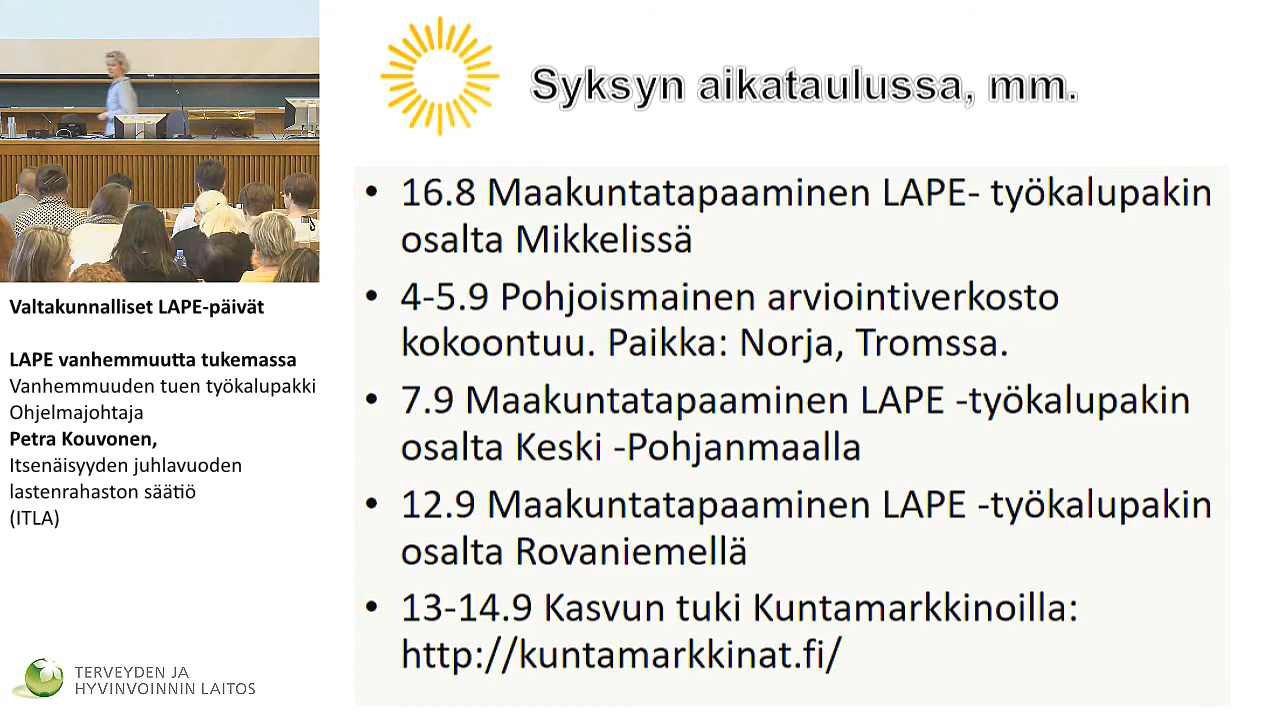 Syksyn aikataulussa, mm.
• 16.8 Maakuntatapaaminen LAPE- työkalupakin
osalta Mikkelissä
• 4-5.9 Pohjoismainen arviointiverkosto
kokoontuu. Paikka: Norja, Tromssa.
• 7.9 Maakuntatapaaminen LAPE -työkalupakin
osalta Keski -Pohjanmaalla
• 12.9 Maakuntatapaaminen LAPE -työkalupakin
osalta Rovaniemellä
• 13-14.9 Kasvun tuki Kuntamarkkinoilla:
http://kuntamarkkinat.fi/
Valtakunnalliset LAPE-päivät
LAPE vanhemmuutta tukemassa
Vanhemmuuden tuen työkalupakki
Ohjelmajohtaja
Petra Kouvonen,
Itsenäisyyden juhlavuoden
lastenrahaston säätiö
(ITLA)
TERVEYDEN JA
HYVINVOINNIN LAITOS